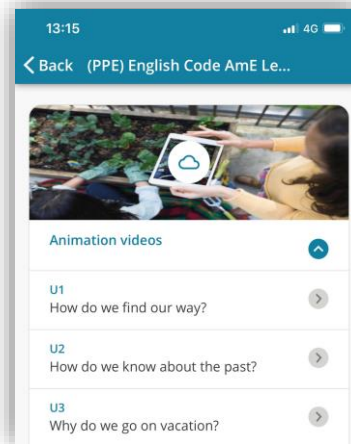 13:15
4G
Back (PPE) English Code AmE Le...
Animation videos
U1
How do we find our way?
U2
How do we know about the past?
U3
Why do we go on vacation?